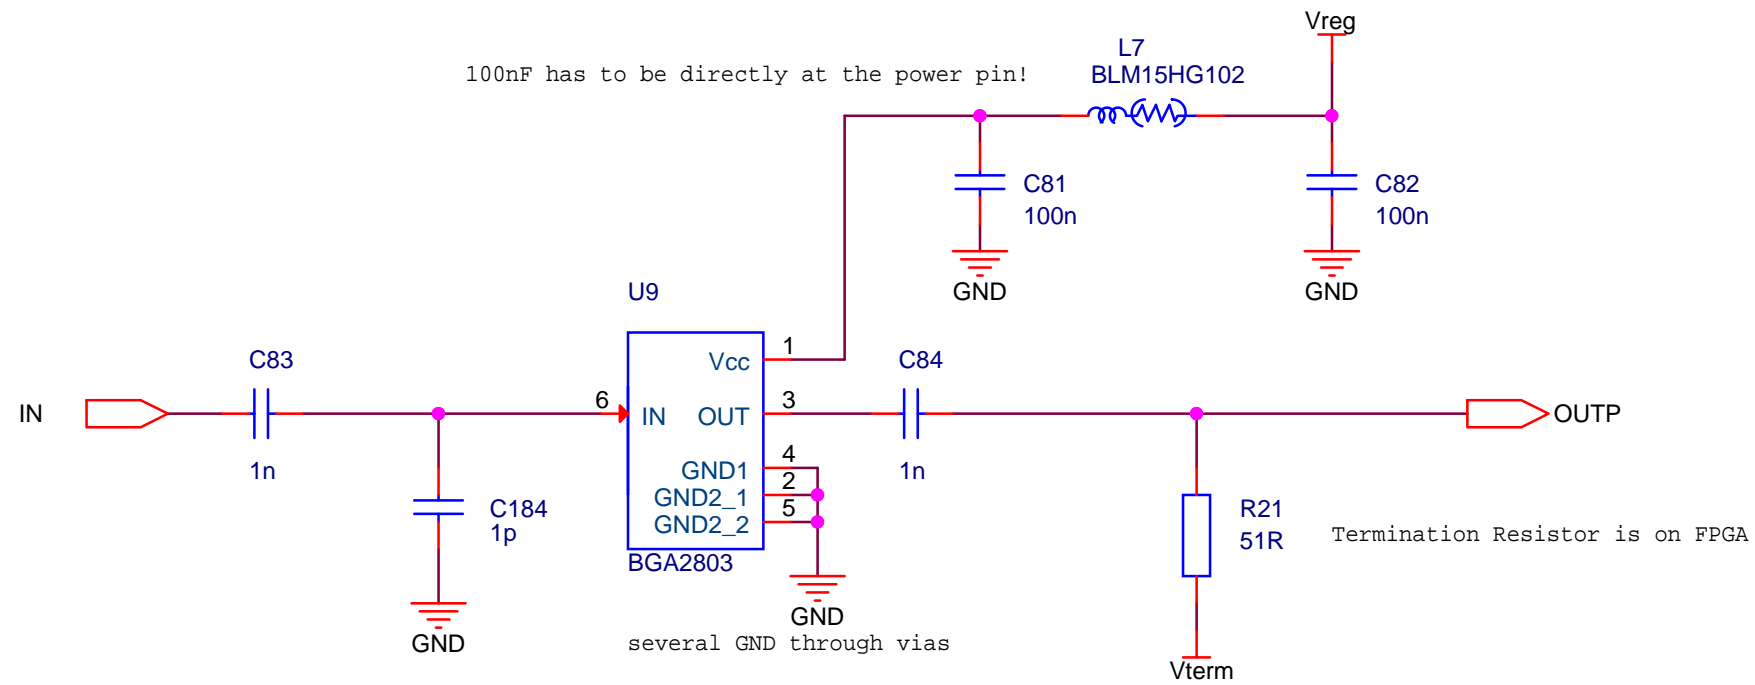 Vreg
L7
BLM15HG102
100nF has to be directly at the power pin!
C81
100n
C82
100n
GND
GND
U9
C83
1n
IN
6
IN
Vcc
1
OUT
3
GND1
4
GND2_1
2
GND2_2
5
BGA2803
C84
1n
OUTP
C184
1p
GND
GND
several GND through vias
R21
51R
Termination Resistor is on FPGA
Vterm